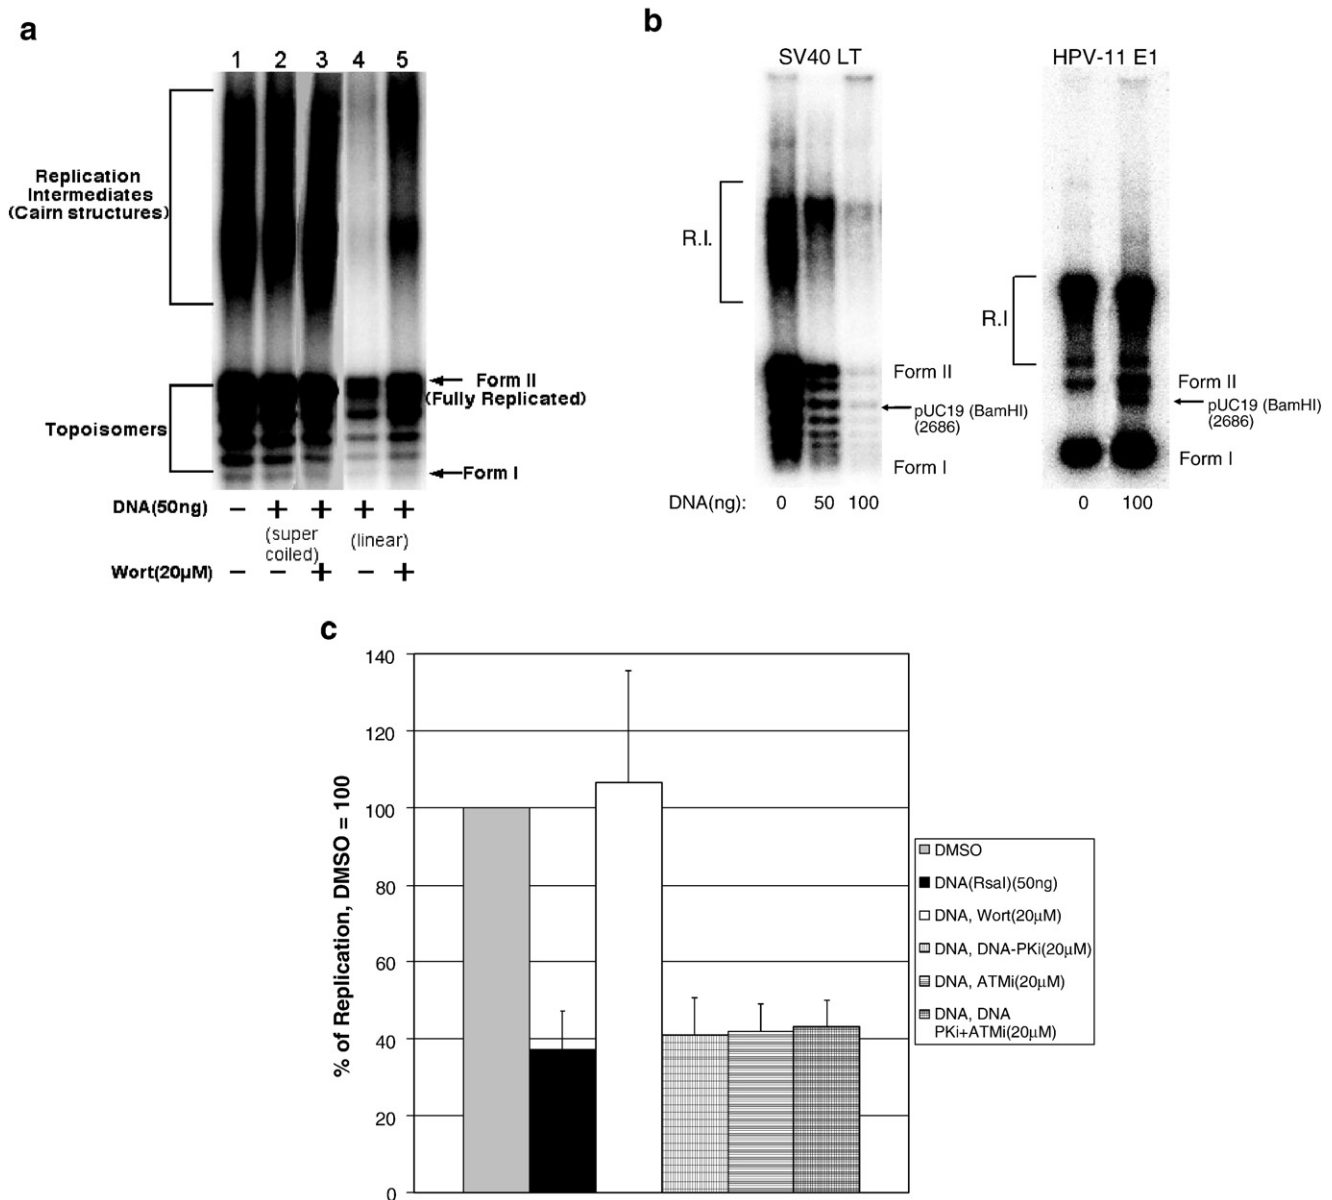 a
1 2 3 4 5
Replication
Intermediates
(Cairn structures)
Form II
(Fully Replicated)
Topoisomers
Form I
DNA(50ng) − + + + +
(super
coiled)
(linear)
Wort(20µM) − − + − +
b
SV40 LT
R.I.
Form II
pUC19 (BamHI)
(2686)
Form I
DNA(ng): 0 50 100
HPV-11 E1
R.I
Form II
pUC19 (BamHI)
(2686)
Form I
0 100
c
% of Replication, DMSO = 100
140
120
100
80
60
40
20
0
DMSO
DNA(RsaI)(50ng)
DNA, Wort(20µM)
DNA, DNA-PKi(20µM)
DNA, ATMi(20µM)
DNA, DNA
PKi+ATMi(20µM)